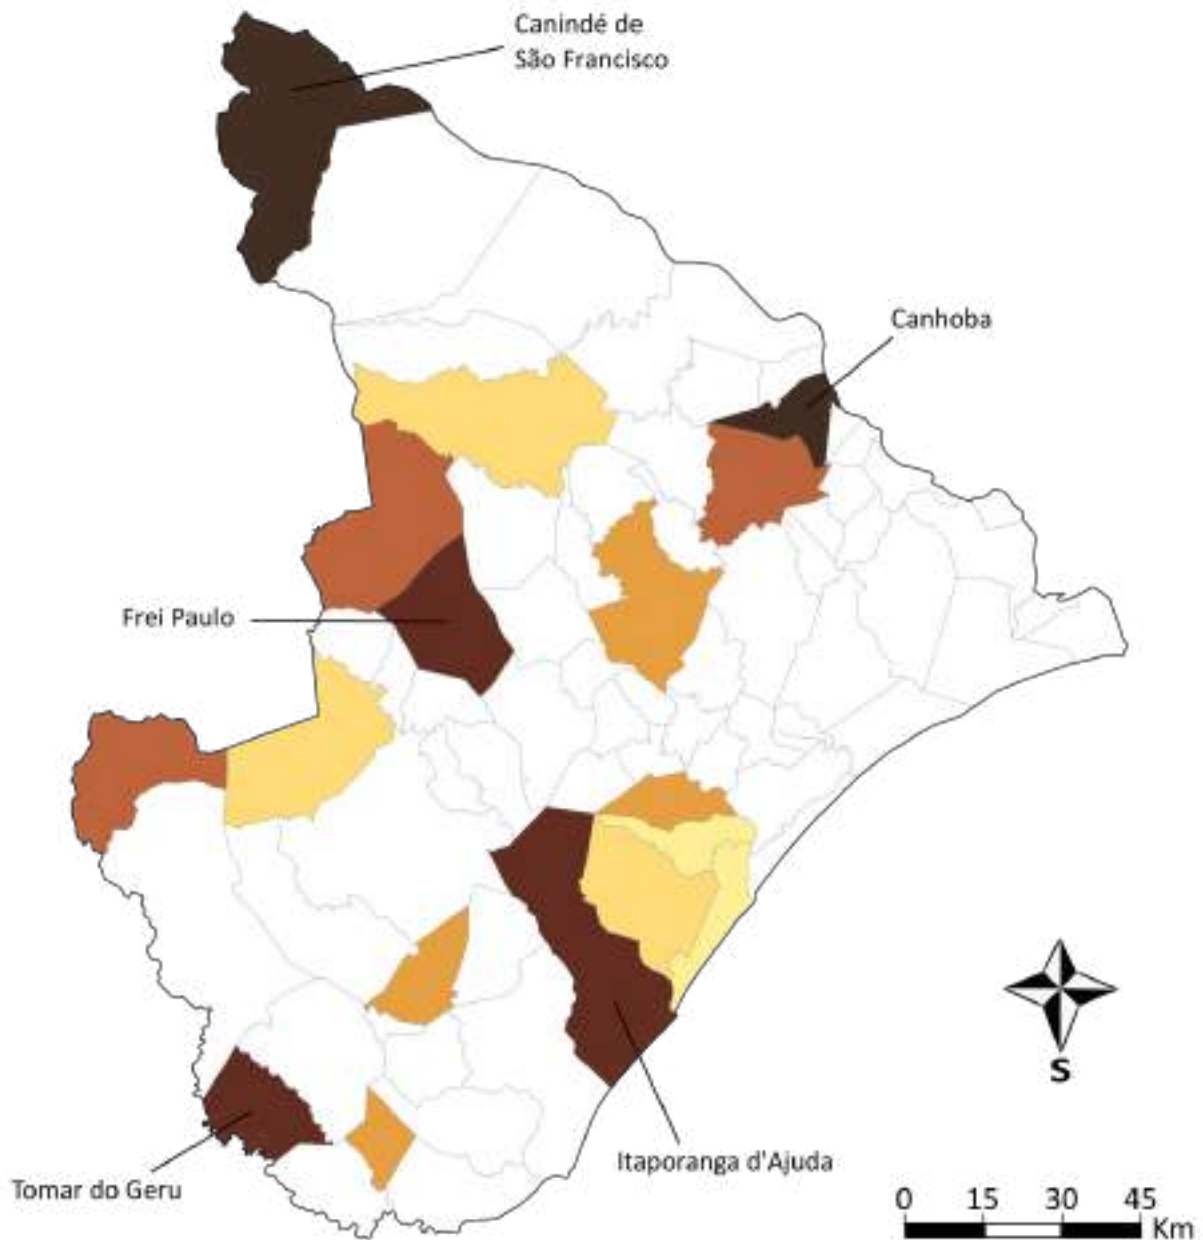 Canindé de
São Francisco
Canhoba
Frei Paulo
S
Itaporanga d'Ajuda
Tomar do Geru
0 15 30 45
Km